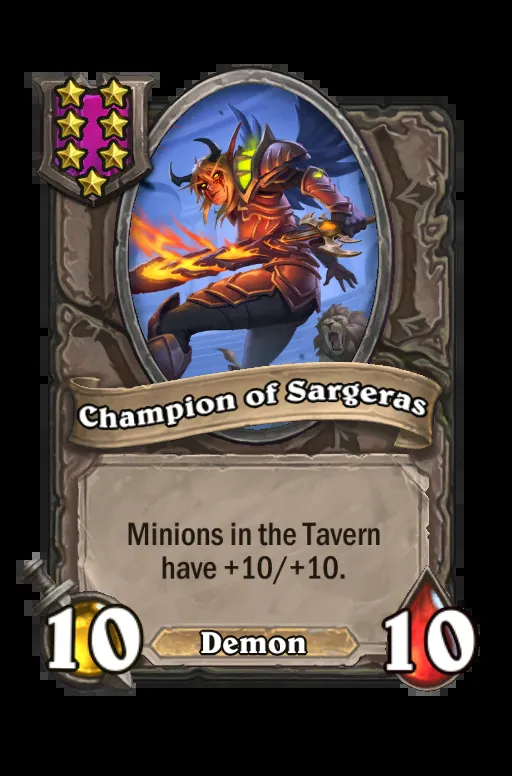 Champion of Sargeras
Minions in the Tavern
have +10/+10.
10
Demon
10